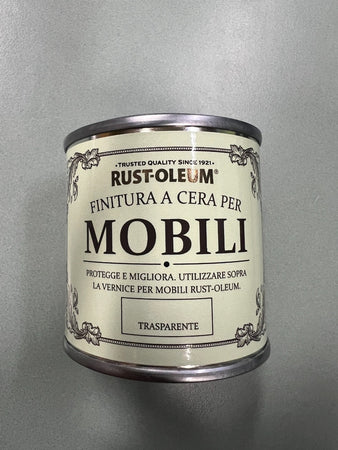 • TRUSTED QUALITY SINCE 1921 •
RUST-OLEUM®
FINITURA A CERA PER
MOBILI
PROTEGGE E MIGLIORA. UTILIZZARE SOPRA
LA VERNICE PER MOBILI RUST-OLEUM.
TRASPARENTE